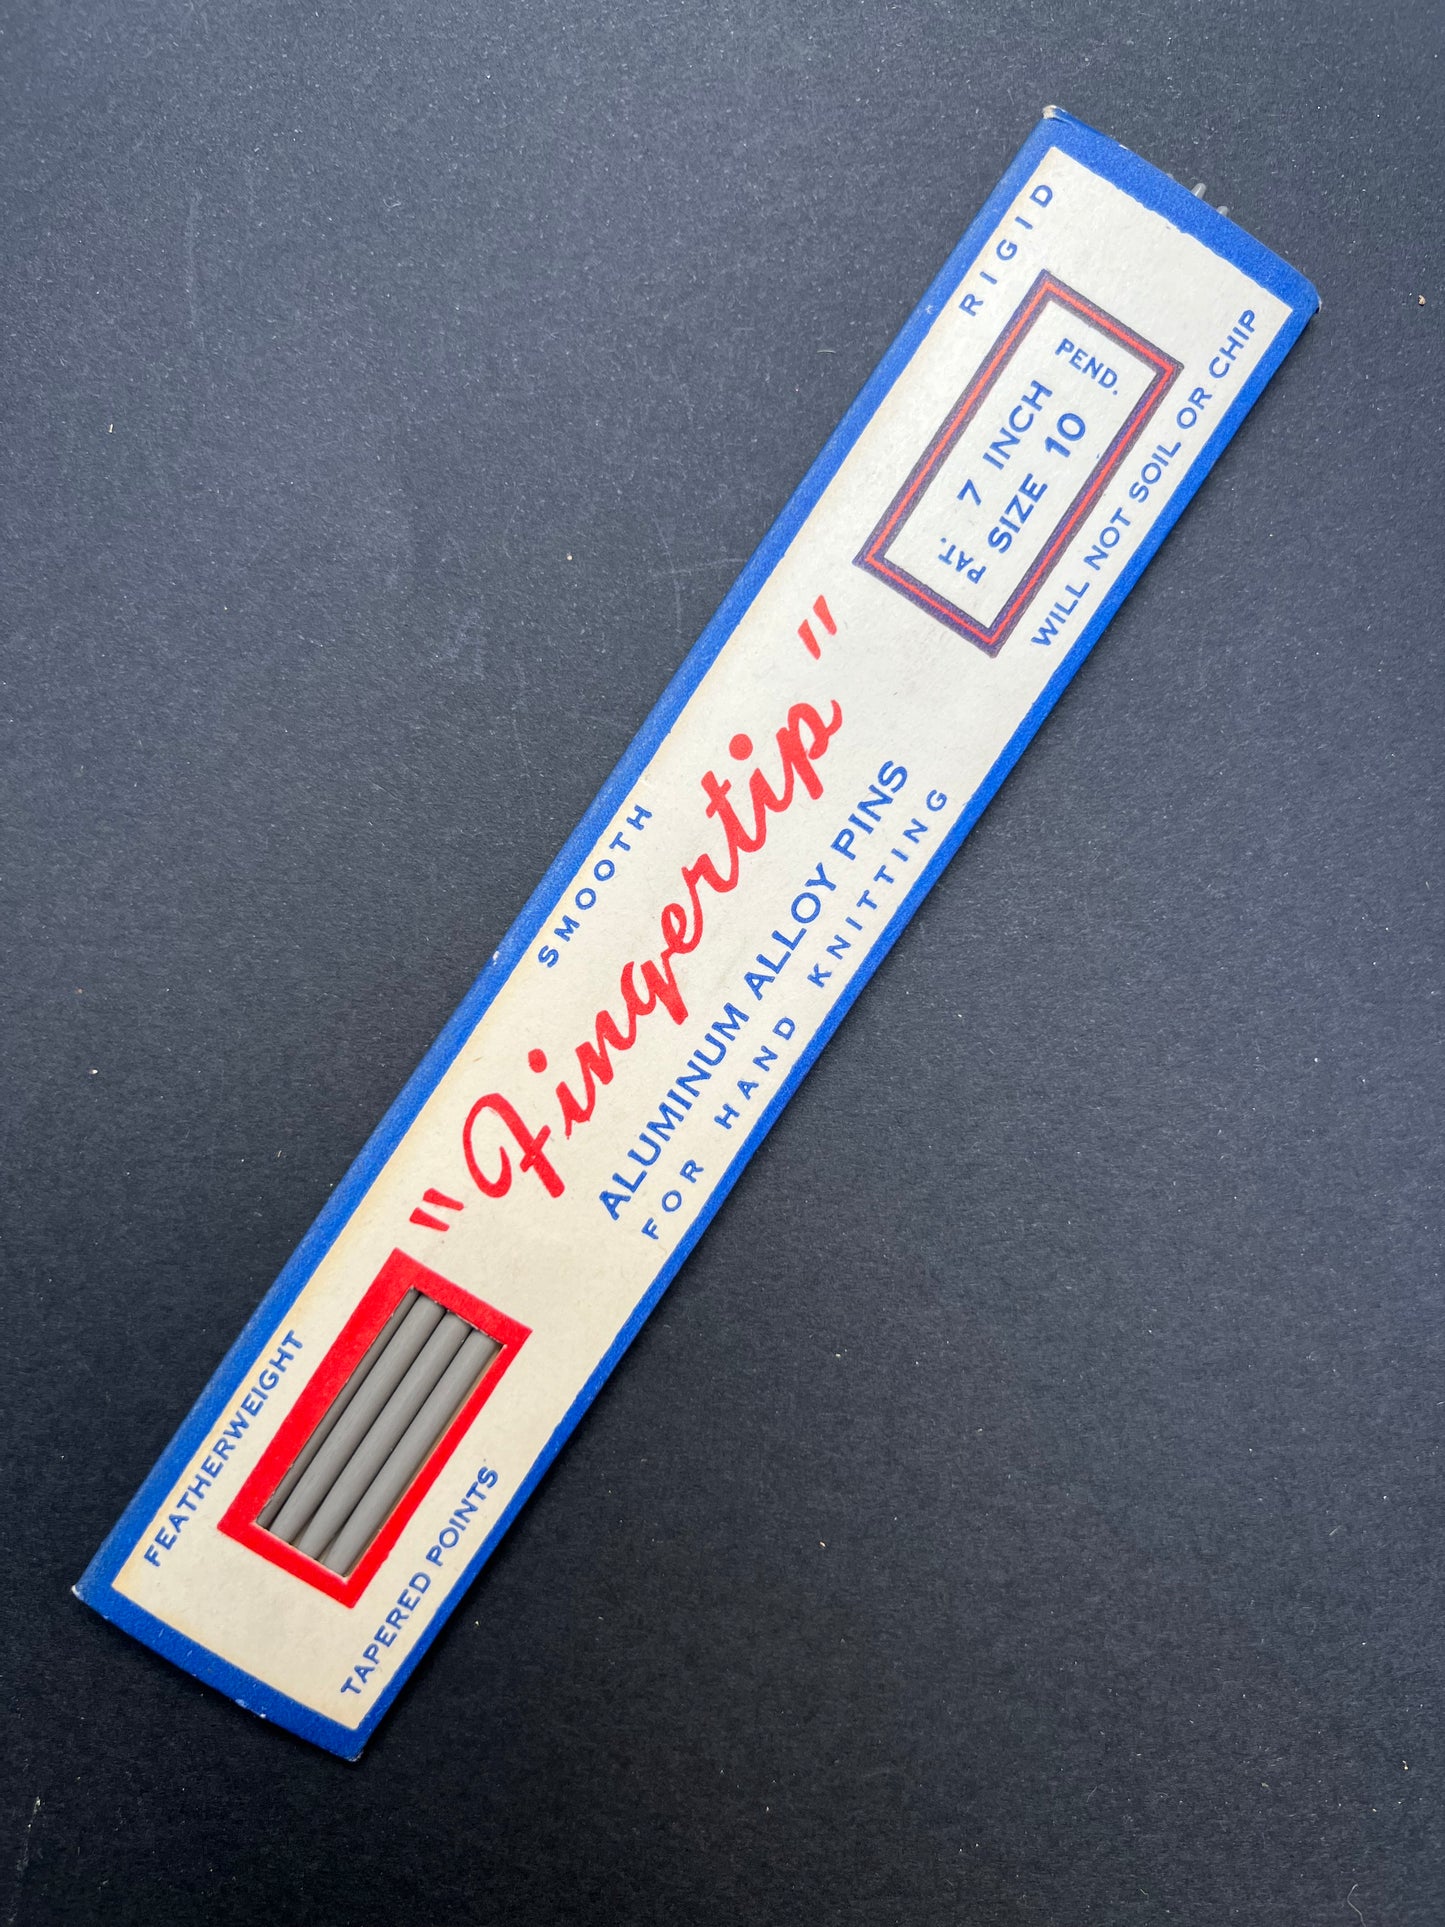 FEATHERWEIGHT SMOOTH RIGID
"Fingertip"
ALUMINUM ALLOY PINS
FOR HAND KNITTING
PAT. PEND.
7 INCH
SIZE 10
TAPERED POINTS WILL NOT SOIL OR CHIP